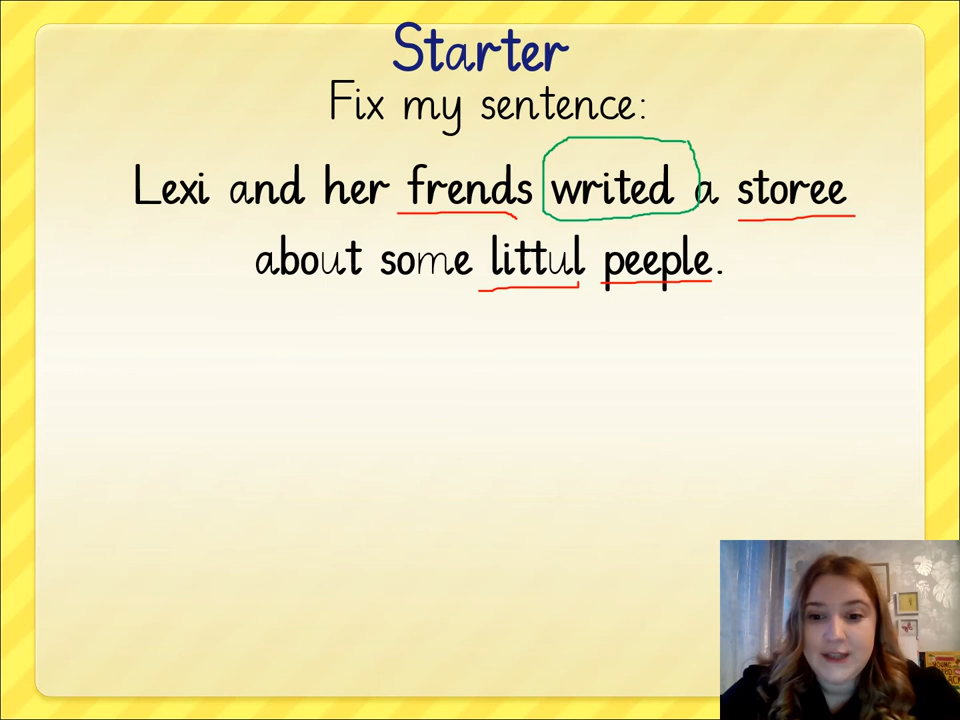 Starter
Fix my sentence:
Lexi and her frends writed a storee
about some littul peeple.